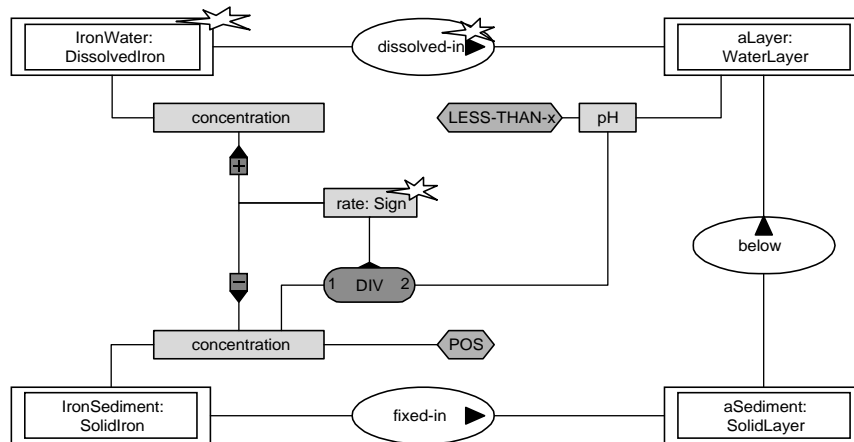 IronWater:
DissolvedIron
dissolved-in
aLayer:
WaterLayer
concentration
LESS-THAN-x
pH
+
rate: Sign
below
−
1 DIV 2
concentration
POS
IronSediment:
SolidIron
fixed-in
aSediment:
SolidLayer